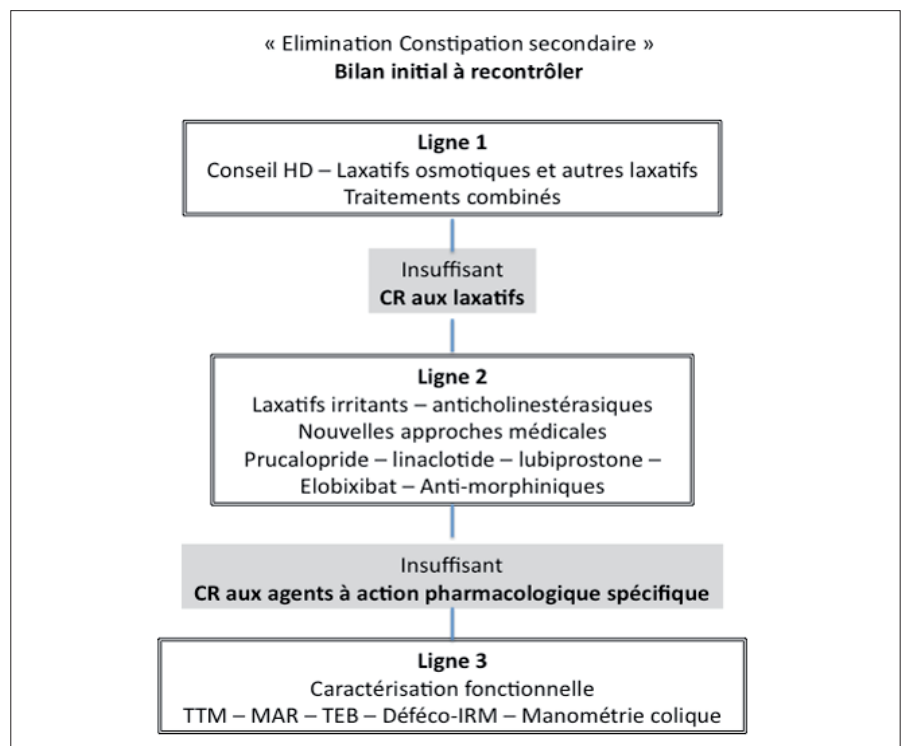 « Elimination Constipation secondaire »
Bilan initial à recontrôler
Ligne 1
Conseil HD – Laxatifs osmotiques et autres laxatifs
Traitements combinés
Insuffisant
CR aux laxatifs
Ligne 2
Laxatifs irritants – anticholinestérasiques
Nouvelles approches médicales
Prucalopride – linaclotide – lubiprostone –
Elobixibat – Anti-morphiniques
Insuffisant
CR aux agents à action pharmacologique spécifique
Ligne 3
Caractérisation fonctionnelle
TTM – MAR – TEB – Déféco-IRM – Manométrie colique